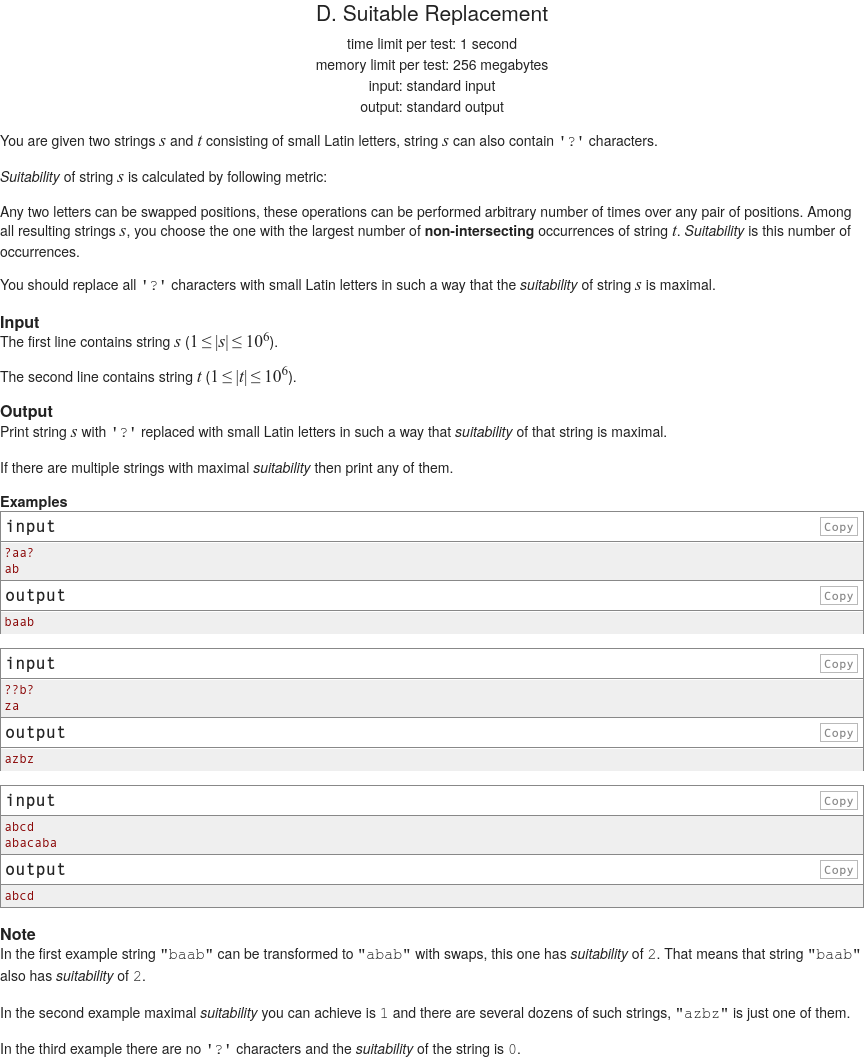 D. Suitable Replacement
time limit per test: 1 second
memory limit per test: 256 megabytes
input: standard input
output: standard output
You are given two strings s and t consisting of small Latin letters, string s can also contain '?' characters.
Suitability of string s is calculated by following metric:
Any two letters can be swapped positions, these operations can be performed arbitrary number of times over any pair of positions. Among
all resulting strings s, you choose the one with the largest number of non-intersecting occurrences of string t. Suitability is this number of
occurrences.
You should replace all '?' characters with small Latin letters in such a way that the suitability of string s is maximal.
Input
The first line contains string s (1 ≤ |s| ≤ 10⁶).
The second line contains string t (1 ≤ |t| ≤ 10⁶).
Output
Print string s with '?' replaced with small Latin letters in such a way that suitability of that string is maximal.
If there are multiple strings with maximal suitability then print any of them.
Examples
input Copy
?aa?
ab
output Copy
baab
input Copy
??b?
za
output Copy
azbz
input Copy
abcd
abacaba
output Copy
abcd
Note
In the first example string "baab" can be transformed to "abab" with swaps, this one has suitability of 2. That means that string "baab"
also has suitability of 2.
In the second example maximal suitability you can achieve is 1 and there are several dozens of such strings, "azbz" is just one of them.
In the third example there are no '?' characters and the suitability of the string is 0.